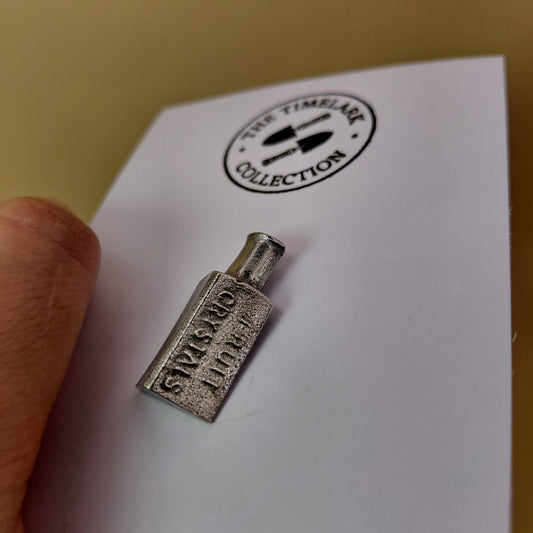 THE TIMELARK
COLLECTION
FRUIT
CRYSTALS